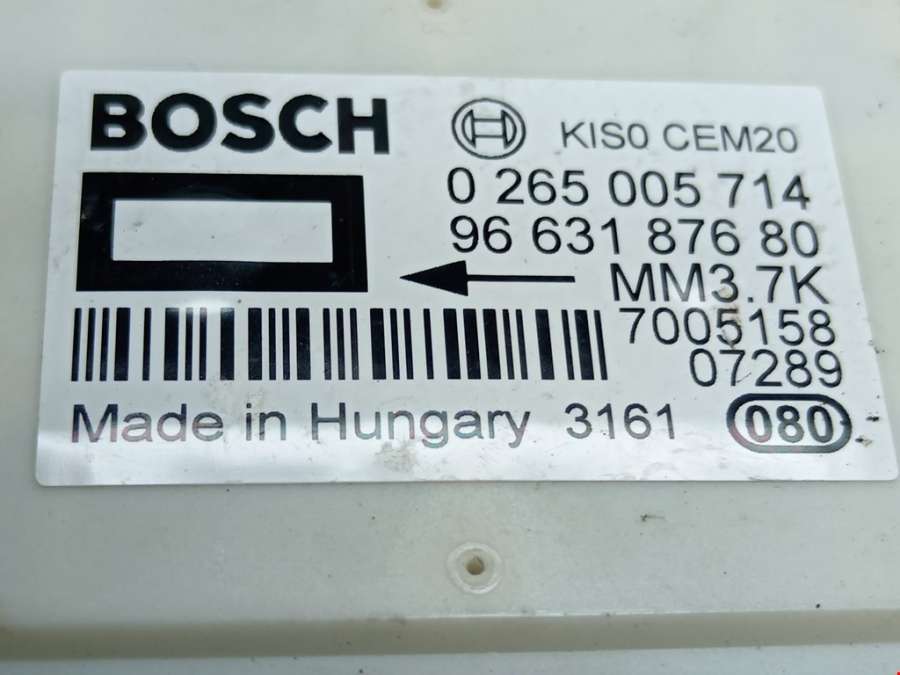 BOSCH KIS0 CEM20
0 265 005 714
96 631 876 80
MM3.7K
7005158
07289
Made in Hungary 3161 080